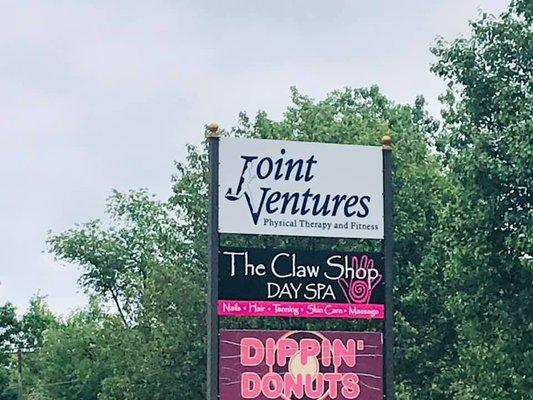 Joint
Ventures
Physical Therapy and Fitness
The Claw Shop
DAY SPA
Nails • Hair • Tanning • Skin Care • Massage
DIPPIN'
DONUTS